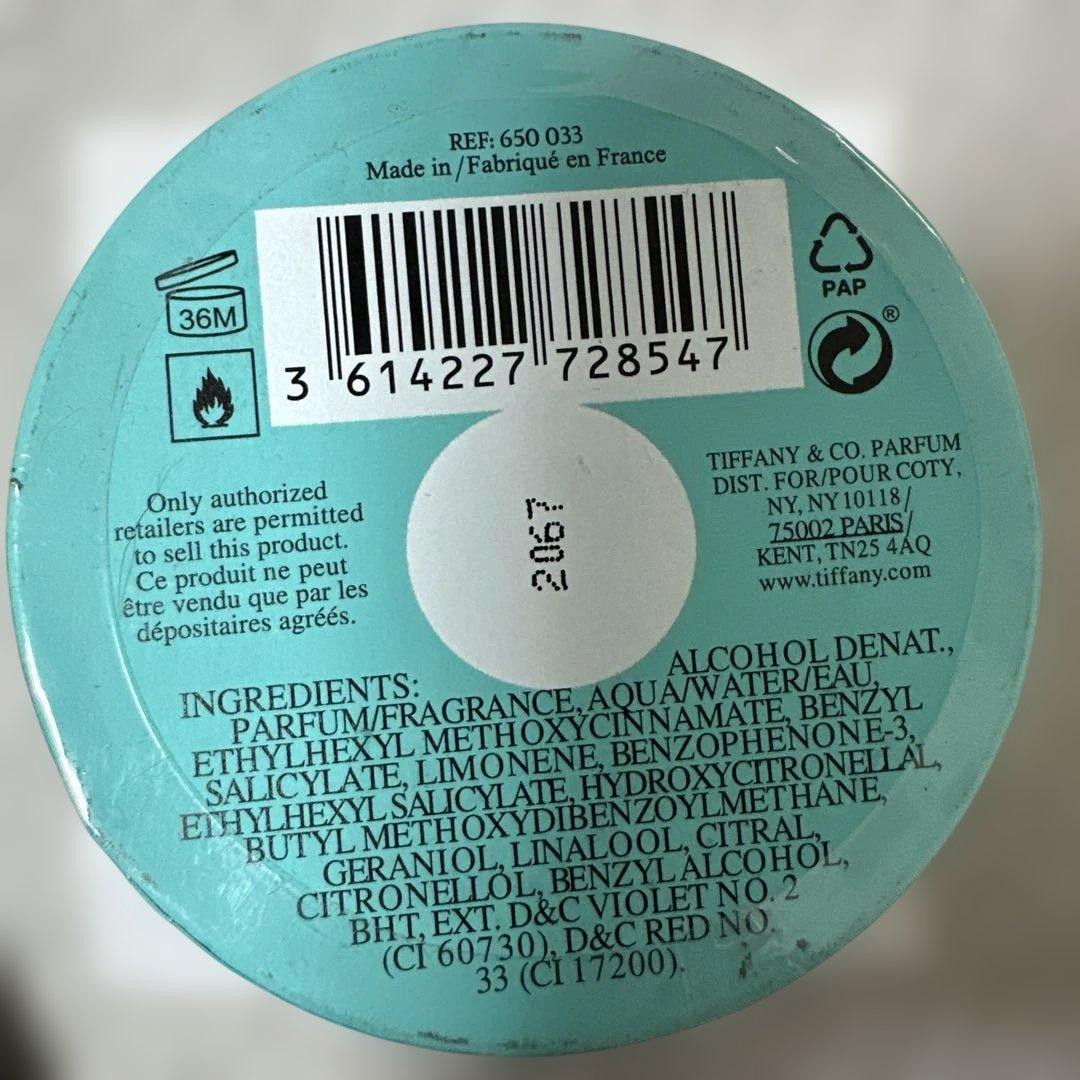 REF: 650 033
Made in/Fabriqué en France
3 614227 728547
PAP
®
36M
Only authorized
retailers are permitted
to sell this product.
Ce produit ne peut
être vendu que par les
dépositaires agréés.
2067
TIFFANY & CO. PARFUM
DIST. FOR/POUR COTY,
NY, NY 10118/
75002 PARIS/
KENT, TN25 4AQ
www.tiffany.com
INGREDIENTS: ALCOHOL DENAT.,
PARFUM/FRAGRANCE, AQUA/WATER/EAU,
ETHYLHEXYL METHOXYCINNAMATE, BENZYL
SALICYLATE, LIMONENE, BENZOPHENONE-3,
ETHYLHEXYL SALICYLATE, HYDROXYCITRONELLAL,
BUTYL METHOXYDIBENZOYLMETHANE,
GERANIOL, LINALOOL, CITRAL,
CITRONELLOL, BENZYL ALCOHOL,
BHT, EXT. D&C VIOLET NO. 2
(CI 60730), D&C RED NO.
33 (CI 17200).